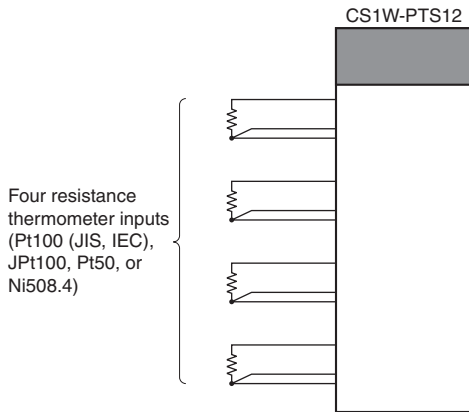 CS1W-PTS12
Four resistance
thermometer inputs
(Pt100 (JIS, IEC),
JPt100, Pt50, or
Ni508.4)